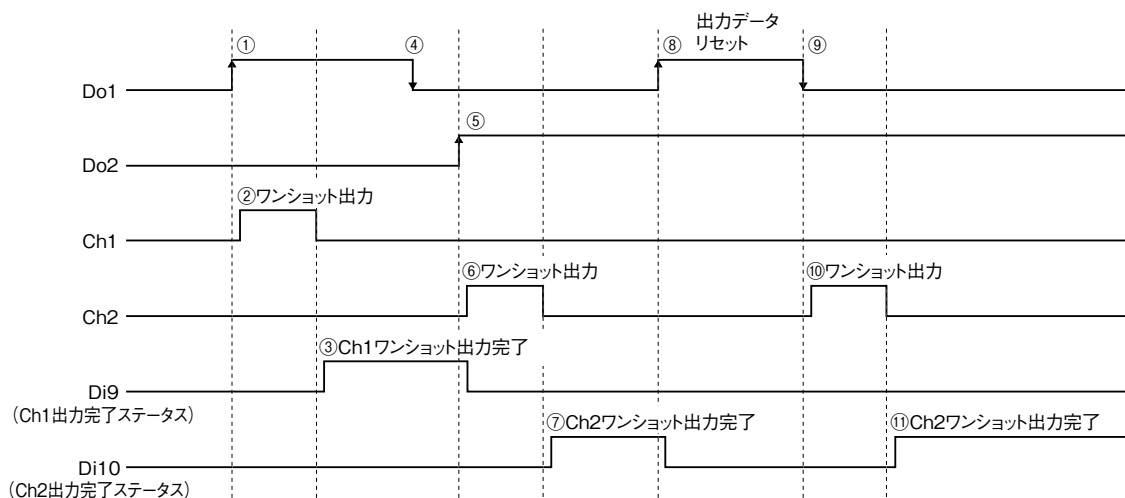 出力データ
リセット
① ④ ⑧ ⑨
Do1
⑤
Do2
②ワンショット出力
Ch1
⑥ワンショット出力 ⑩ワンショット出力
Ch2
③Ch1ワンショット出力完了
Di9
（Ch1出力完了ステータス）
⑦Ch2ワンショット出力完了 ⑪Ch2ワンショット出力完了
Di10
（Ch2出力完了ステータス）